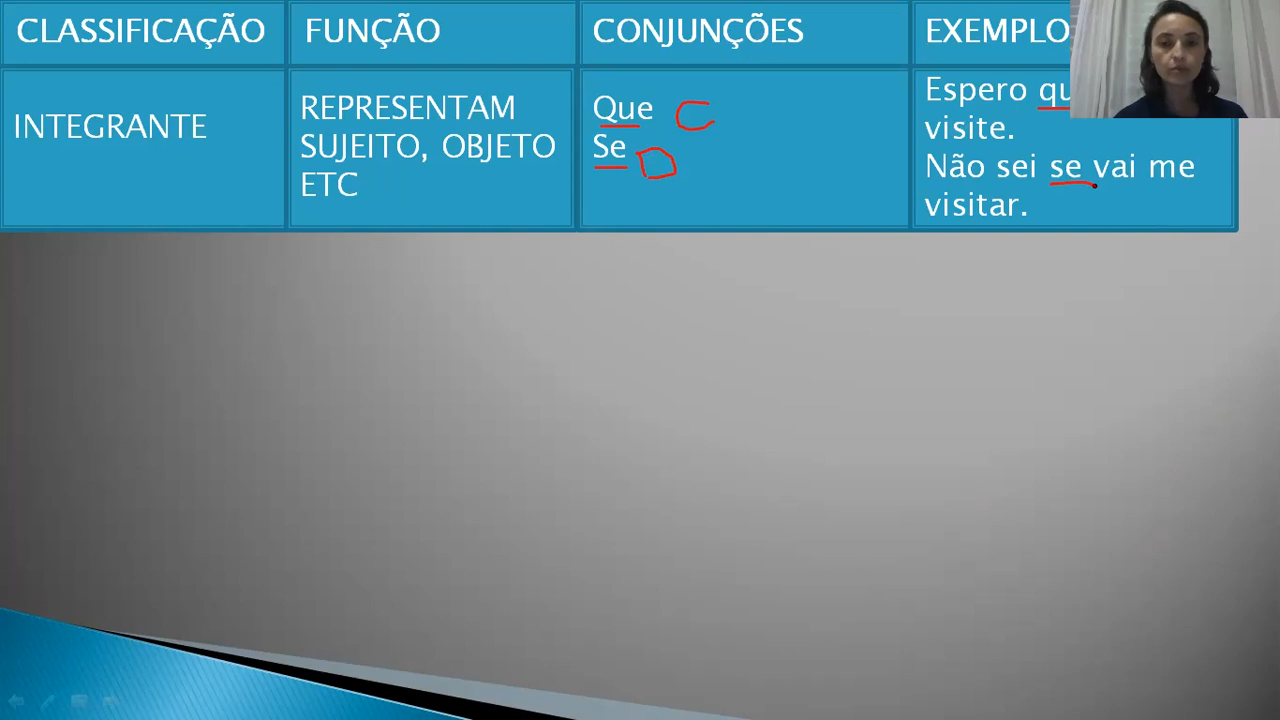 CLASSIFICAÇÃO
FUNÇÃO
CONJUNÇÕES
EXEMPLO
INTEGRANTE
REPRESENTAM
SUJEITO, OBJETO
ETC
Que C
Se D
Espero qu
visite.
Não sei se vai me
visitar.